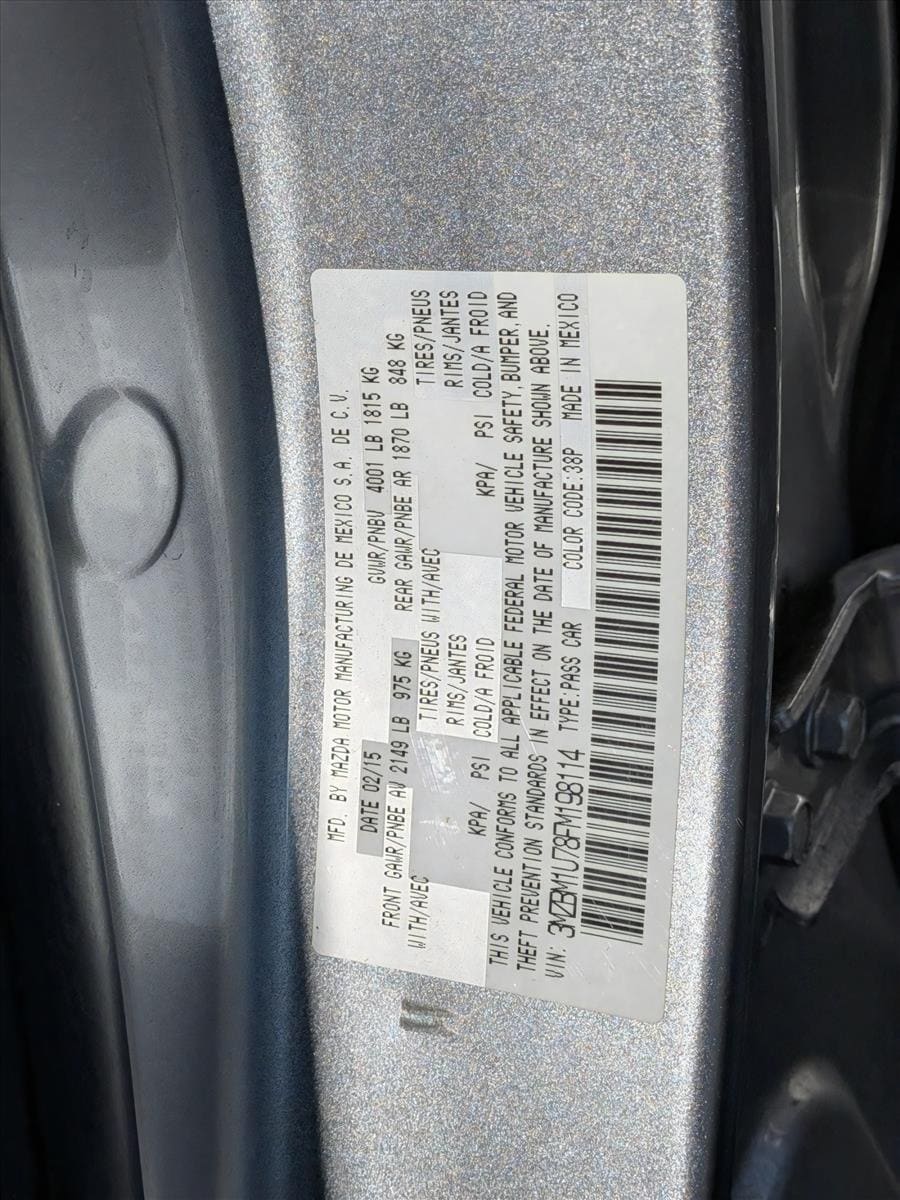 MFD. BY MAZDA MOTOR MANUFACTURING DE MEXICO S.A. DE C.V.
DATE 02/15 GVWR/PNBV 4001 LB 1815 KG
FRONT GAWR/PNBE AV 2149 LB 975 KG REAR GAWR/PNBE AR 1870 LB 848 KG
WITH/AVEC TIRES/PNEUS WITH/AVEC TIRES/PNEUS
RIMS/JANTES RIMS/JANTES
KPA/ PSI COLD/A FROID KPA/ PSI COLD/A FROID
THIS VEHICLE CONFORMS TO ALL APPLICABLE FEDERAL MOTOR VEHICLE SAFETY, BUMPER, AND
THEFT PREVENTION STANDARDS IN EFFECT ON THE DATE OF MANUFACTURE SHOWN ABOVE.
VIN: 3MZBM1U78FM198114 TYPE:PASS CAR COLOR CODE:38P MADE IN MEXICO